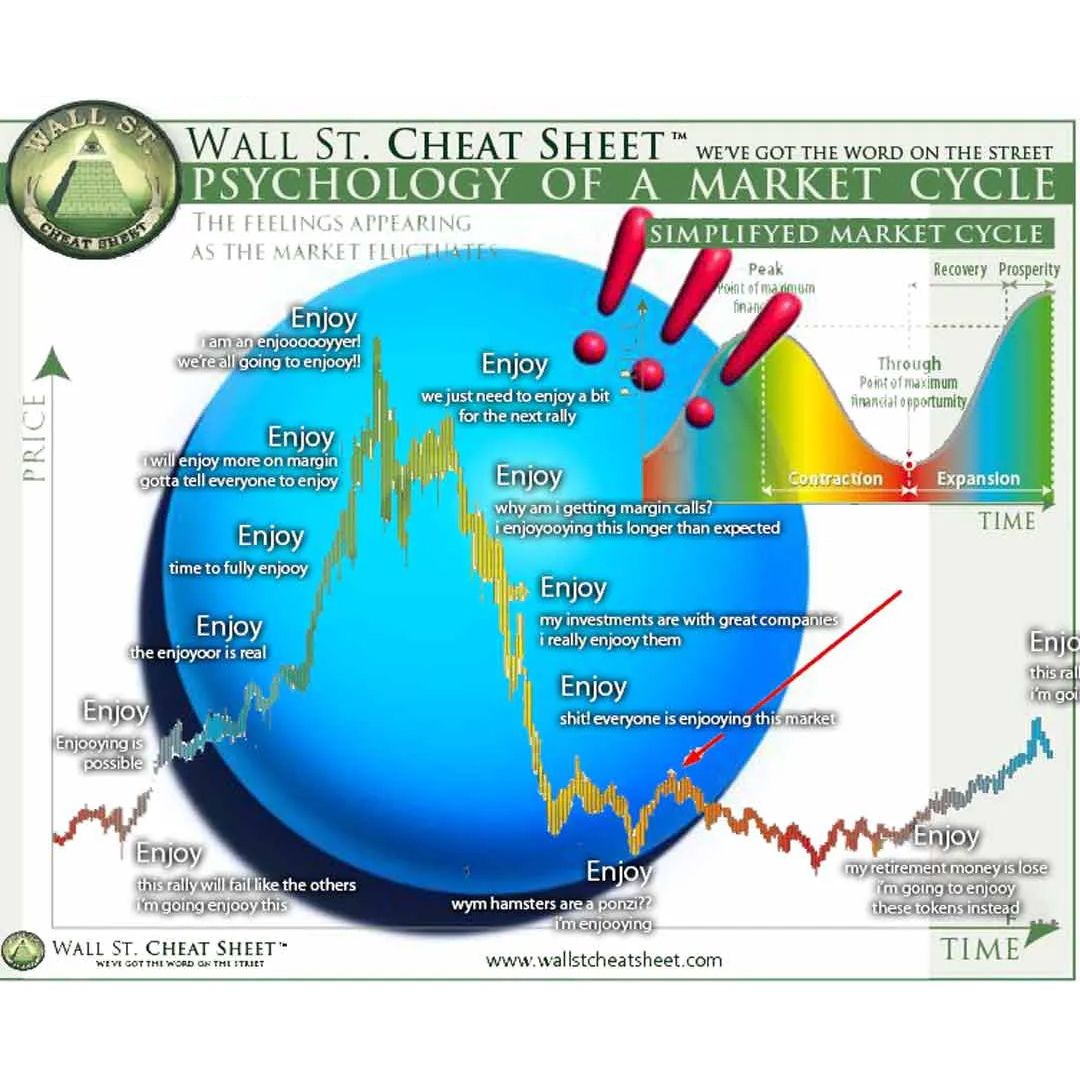 WALL ST.
CHEAT SHEET
WALL ST. CHEAT SHEET™ WE'VE GOT THE WORD ON THE STREET
PSYCHOLOGY OF A MARKET CYCLE
THE FEELINGS APPEARING
AS THE MARKET FLUCTUATES
SIMPLIFYED MARKET CYCLE
Peak
Point of maximum
Recovery Prosperity
Through
Point of maximum
financial opportunity
Contraction
Expansion
TIME
PRICE
Enjoy
i am an enjoooooyyer!
we're all going to enjooy!!
Enjoy
we just need to enjoy a bit
for the next rally
Enjoy
i will enjoy more on margin
gotta tell everyone to enjoy
Enjoy
why am i getting margin calls?
i enjoyooying this longer than expected
Enjoy
time to fully enjooy
Enjoy
my investments are with great companies
i really enjooy them
Enjoy
the enjoyoor is real
Enjoy
shit! everyone is enjooying this market
Enjo
this rall
i'm goi
Enjoy
Enjooying is
possible
Enjoy
this rally will fail like the others
i'm going enjooy this
Enjoy
wym hamsters are a ponzi??
i'm enjooying
Enjoy
my retirement money is lose
i'm going to enjooy
these tokens instead
WALL ST. CHEAT SHEET™
WE'VE GOT THE WORD ON THE STREET
www.wallstcheatsheet.com
TIME